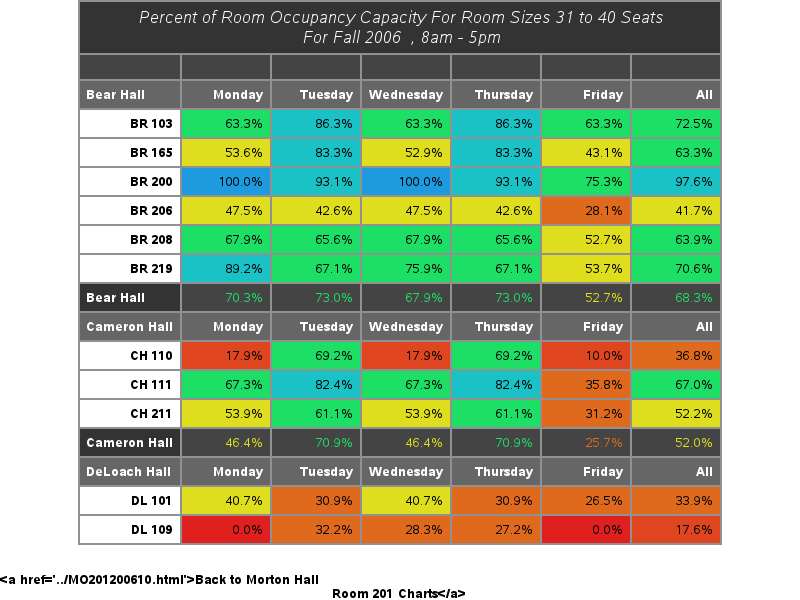 Percent of Room Occupancy Capacity For Room Sizes 31 to 40 Seats
For Fall 2006 , 8am - 5pm
Bear Hall Monday Tuesday Wednesday Thursday Friday All
BR 103 63.3% 86.3% 63.3% 86.3% 63.3% 72.5%
BR 165 53.6% 83.3% 52.9% 83.3% 43.1% 63.3%
BR 200 100.0% 93.1% 100.0% 93.1% 75.3% 97.6%
BR 206 47.5% 42.6% 47.5% 42.6% 28.1% 41.7%
BR 208 67.9% 65.6% 67.9% 65.6% 52.7% 63.9%
BR 219 89.2% 67.1% 75.9% 67.1% 53.7% 70.6%
Bear Hall 70.3% 73.0% 67.9% 73.0% 52.7% 68.3%
Cameron Hall Monday Tuesday Wednesday Thursday Friday All
CH 110 17.9% 69.2% 17.9% 69.2% 10.0% 36.8%
CH 111 67.3% 82.4% 67.3% 82.4% 35.8% 67.0%
CH 211 53.9% 61.1% 53.9% 61.1% 31.2% 52.2%
Cameron Hall 46.4% 70.9% 46.4% 70.9% 25.7% 52.0%
DeLoach Hall Monday Tuesday Wednesday Thursday Friday All
DL 101 40.7% 30.9% 40.7% 30.9% 26.5% 33.9%
DL 109 0.0% 32.2% 28.3% 27.2% 0.0% 17.6%
<a href='../MO201200610.html'>Back to Morton Hall
Room 201 Charts</a>